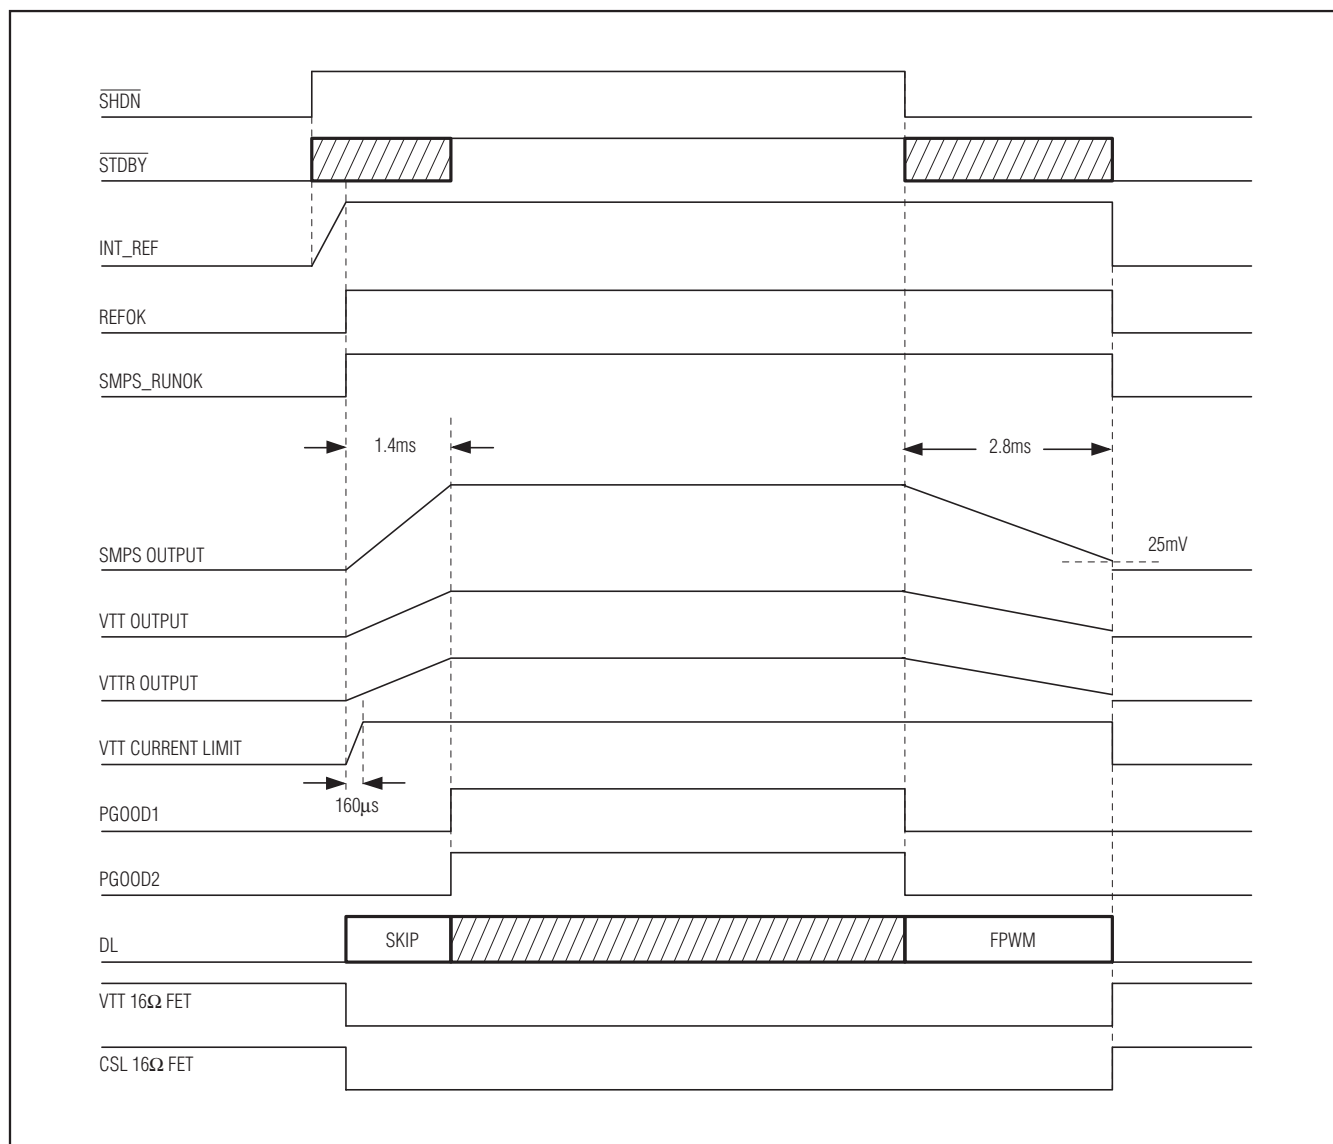 SHDN
STDBY
INT_REF
REFOK
SMPS_RUNOK
1.4ms
2.8ms
SMPS OUTPUT
25mV
VTT OUTPUT
VTTR OUTPUT
VTT CURRENT LIMIT
160μs
PGOOD1
PGOOD2
DL
SKIP
FPWM
VTT 16Ω FET
CSL 16Ω FET